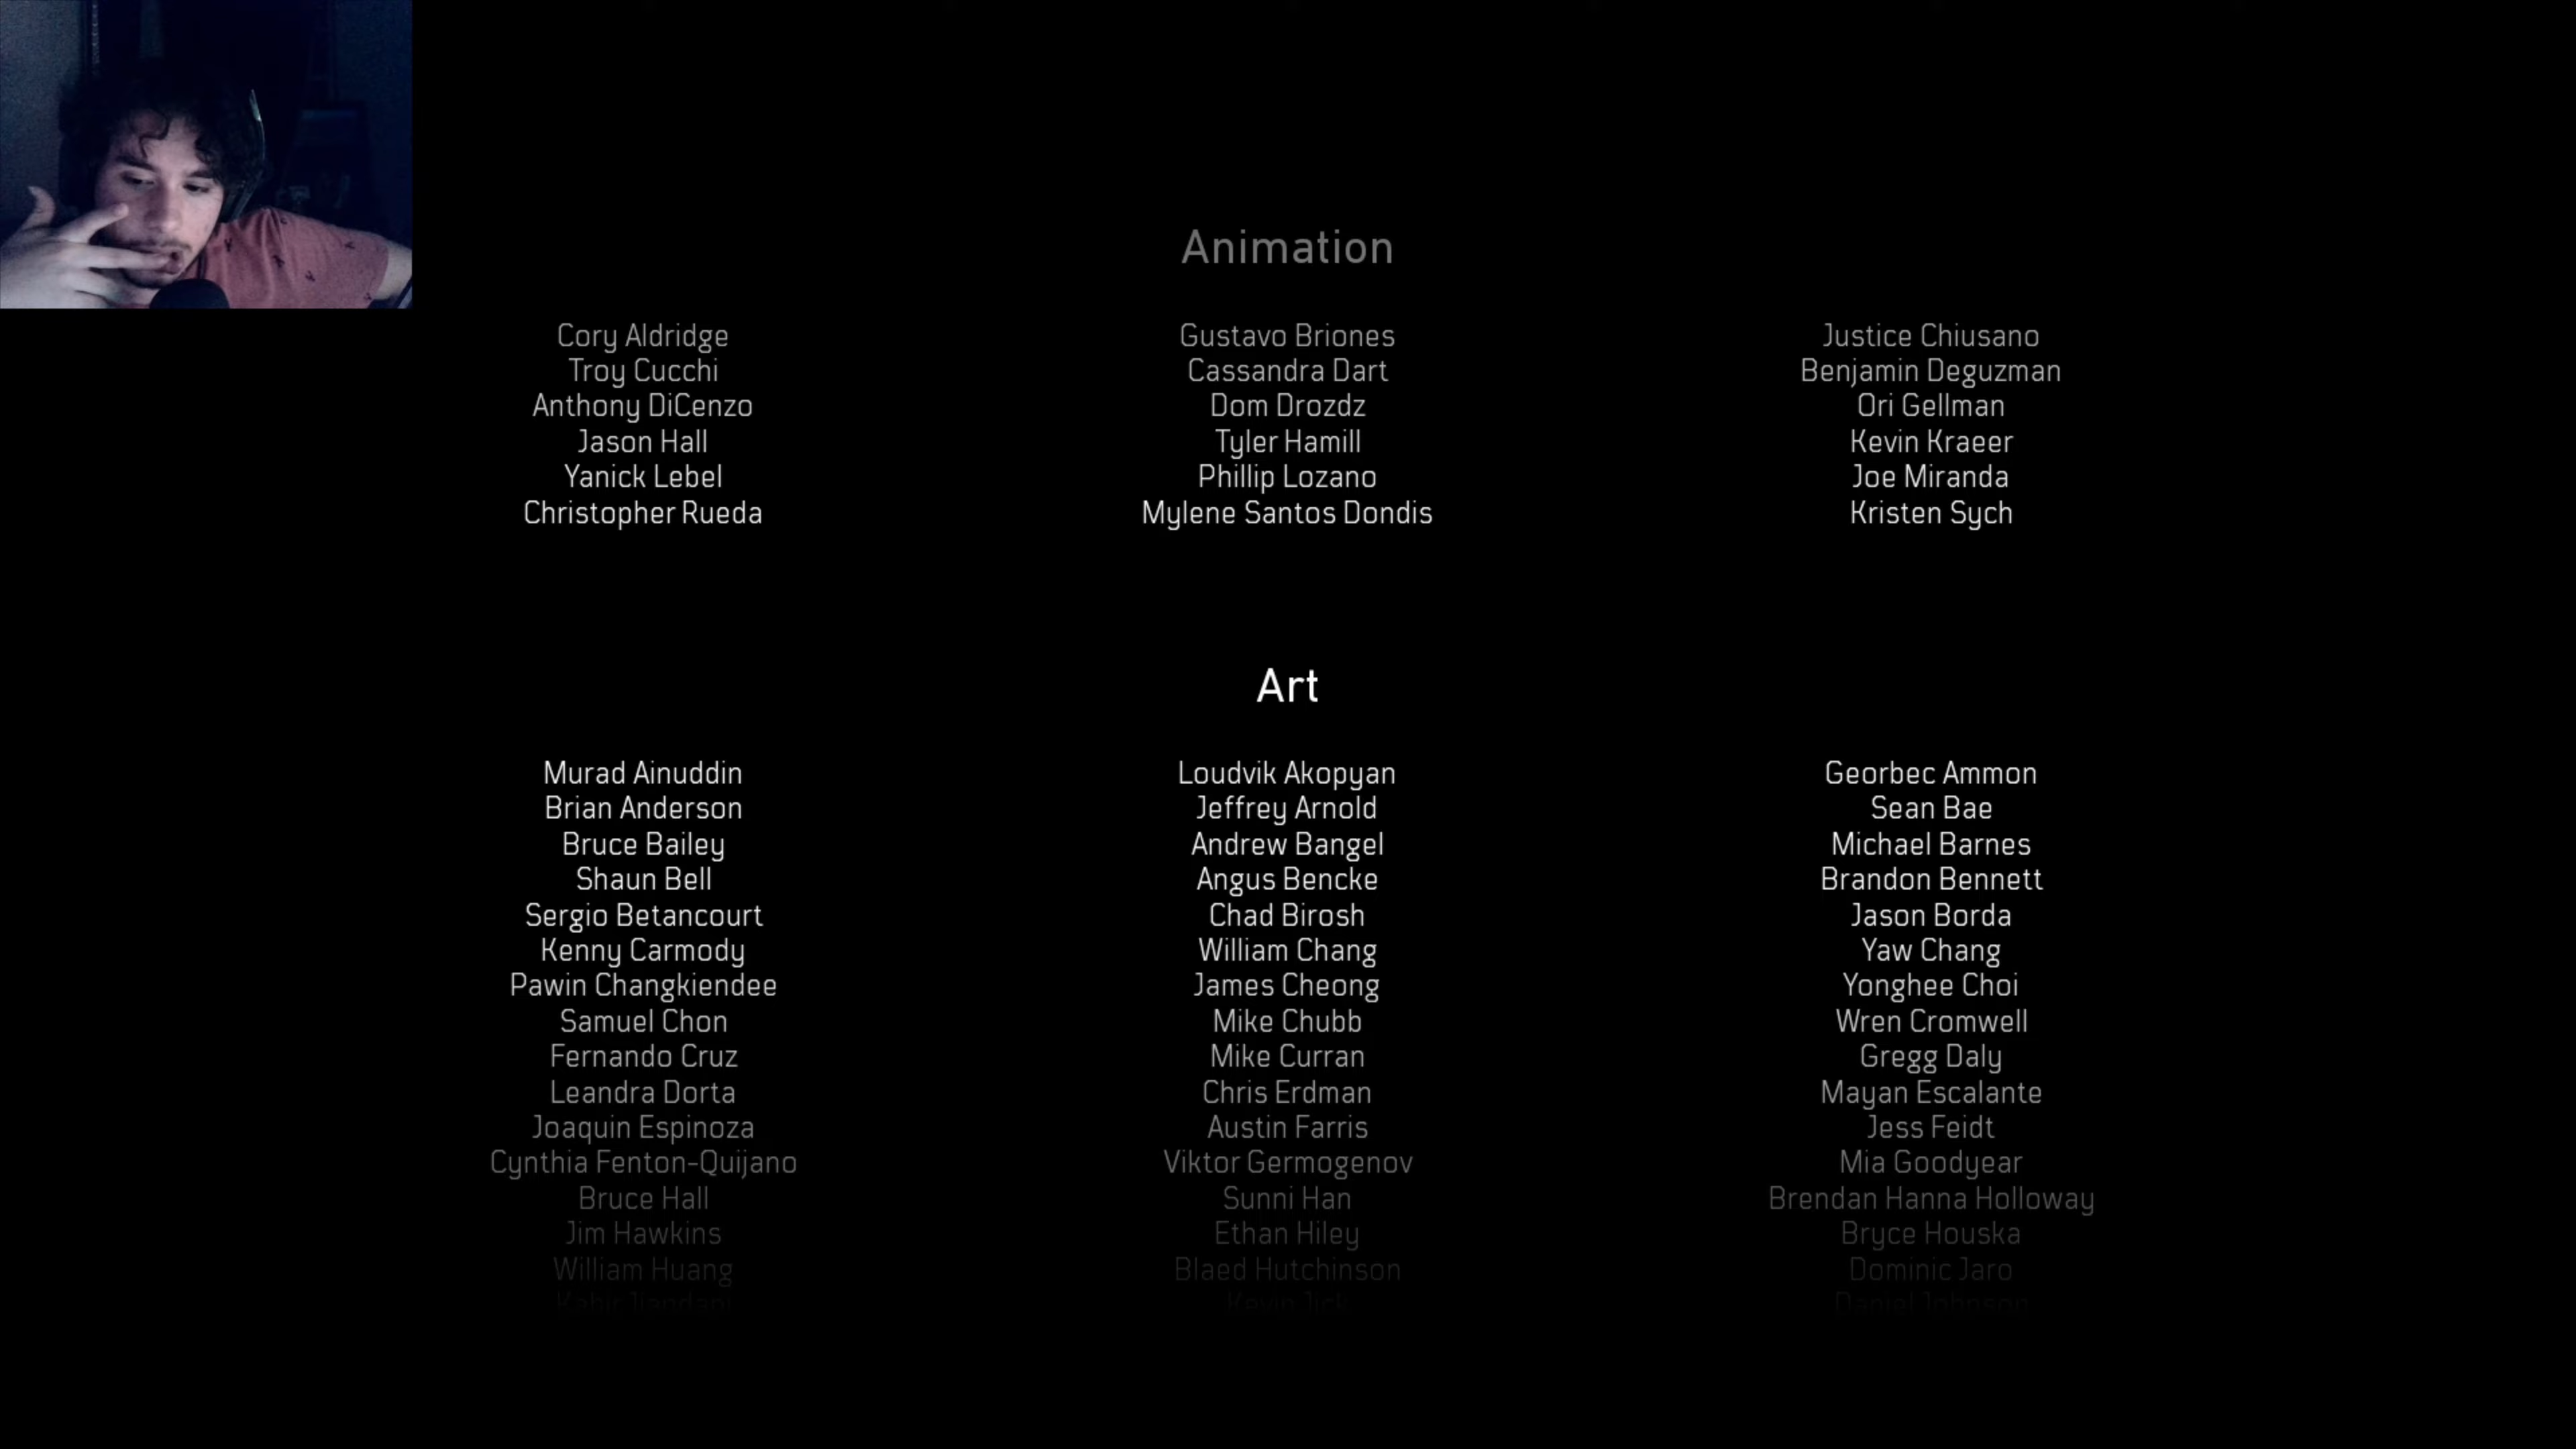 Animation
Cory Aldridge Gustavo Briones Justice Chiusano
Troy Cucchi Cassandra Dart Benjamin Deguzman
Anthony DiCenzo Dom Drozdz Ori Gellman
Jason Hall Tyler Hamill Kevin Kraeer
Yanick Lebel Phillip Lozano Joe Miranda
Christopher Rueda Mylene Santos Dondis Kristen Sych
Art
Murad Ainuddin Loudvik Akopyan Georbec Ammon
Brian Anderson Jeffrey Arnold Sean Bae
Bruce Bailey Andrew Bangel Michael Barnes
Shaun Bell Angus Bencke Brandon Bennett
Sergio Betancourt Chad Birosh Jason Borda
Kenny Carmody William Chang Yaw Chang
Pawin Changkiendee James Cheong Yonghee Choi
Samuel Chon Mike Chubb Wren Cromwell
Fernando Cruz Mike Curran Gregg Daly
Leandra Dorta Chris Erdman Mayan Escalante
Joaquin Espinoza Austin Farris Jess Feidt
Cynthia Fenton-Quijano Viktor Germogenov Mia Goodyear
Bruce Hall Sunni Han Brendan Hanna Holloway
Jim Hawkins Ethan Hiley Bryce Houska
William Huang Blaed Hutchinson Dominic Jaro
Kevin Jick Daniel Johnson